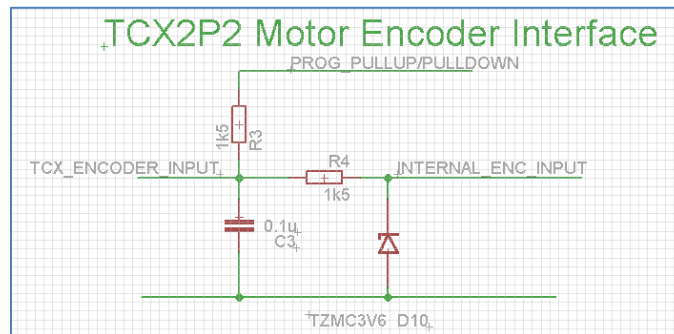 TCX2P2 Motor Encoder Interface
PROG_PULLUP/PULLDOWN
1k5
R3
R4
TCX_ENCODER_INPUT
INTERNAL_ENC_INPUT
1k5
0.1u
C3
TZMC3V6 D10